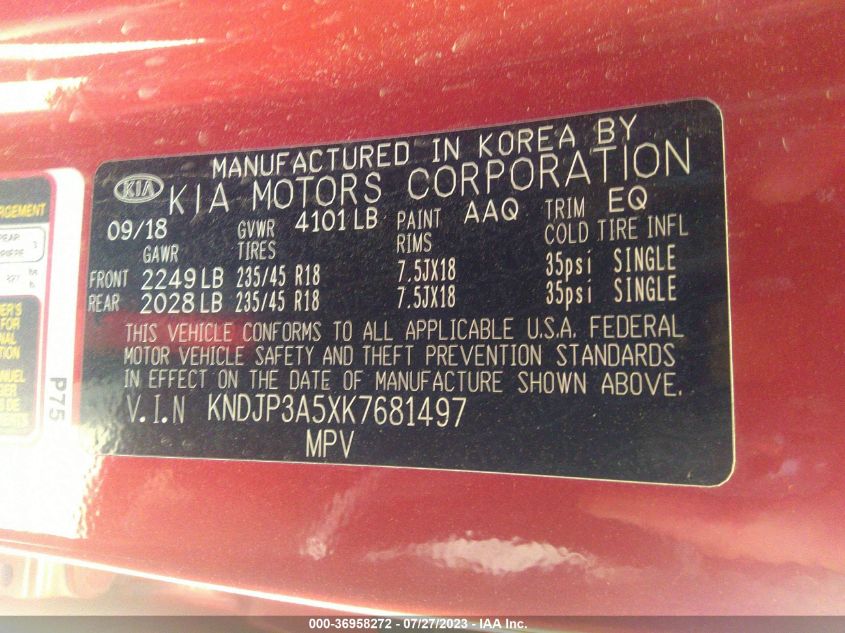 MANUFACTURED IN KOREA BY
KIA KIA MOTORS CORPORATION
09/18 GVWR 4101 LB PAINT AAQ TRIM EQ
GAWR TIRES RIMS COLD TIRE INFL
FRONT 2249 LB 235/45 R18 7.5JX18 35psi SINGLE
REAR 2028 LB 235/45 R18 7.5JX18 35psi SINGLE
THIS VEHICLE CONFORMS TO ALL APPLICABLE U.S.A. FEDERAL
MOTOR VEHICLE SAFETY AND THEFT PREVENTION STANDARDS
IN EFFECT ON THE DATE OF MANUFACTURE SHOWN ABOVE.
V.I.N KNDJP3A5XK7681497
MPV
P75
000-36958272 - 07/27/2023 - IAA Inc.